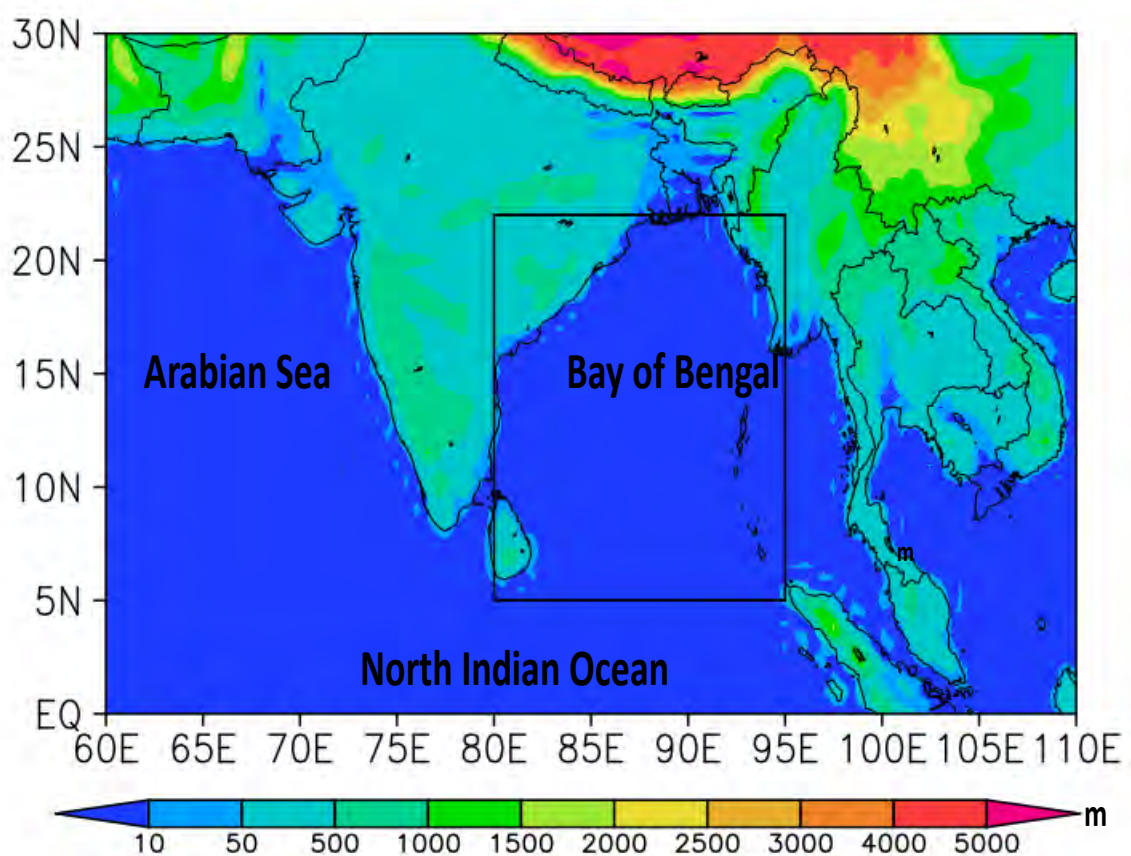 30N
25N
20N
15N
10N
5N
EQ
Arabian Sea
Bay of Bengal
m
North Indian Ocean
60E 65E 70E 75E 80E 85E 90E 95E 100E 105E 110E
m
10 50 500 1000 1500 2000 2500 3000 4000 5000